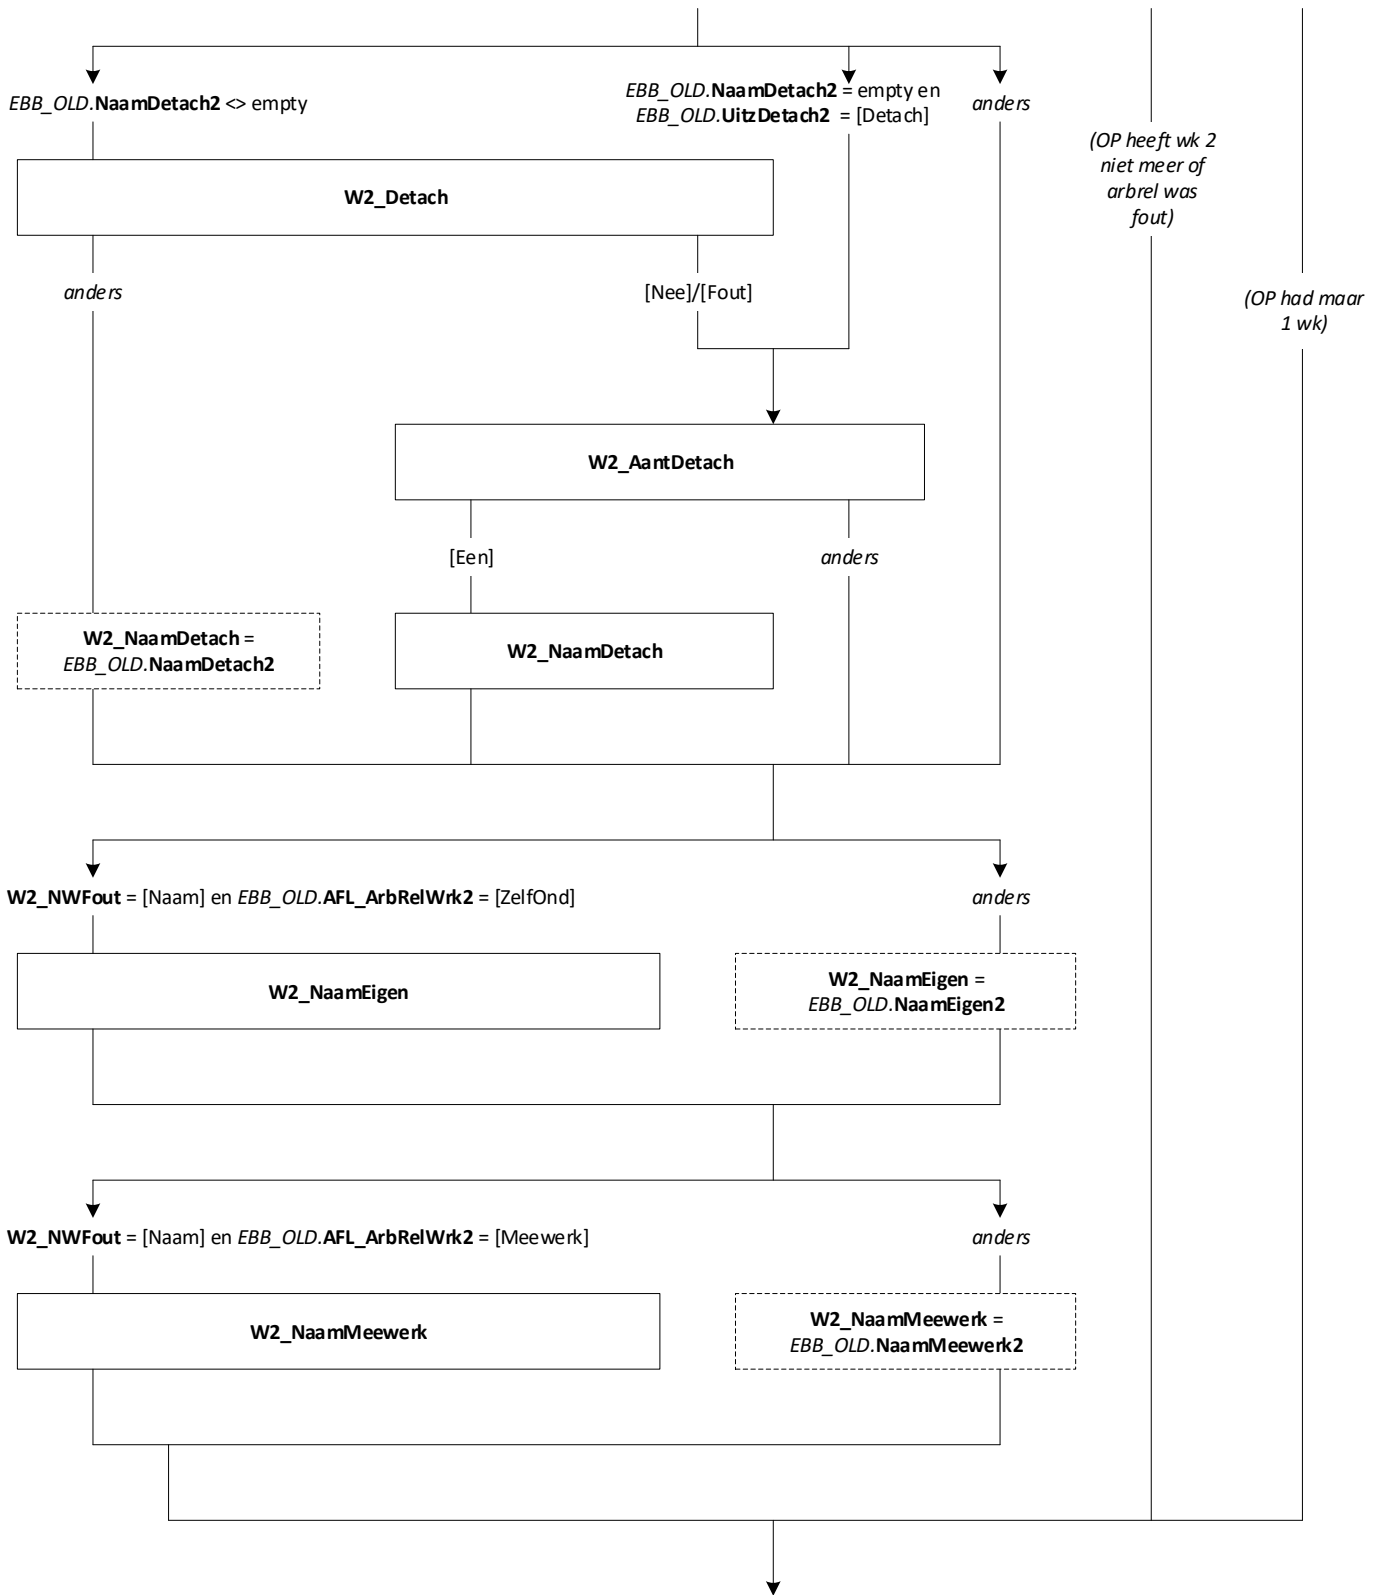 EBB_OLD.NaamDetach2 <> empty
EBB_OLD.NaamDetach2 = empty en
EBB_OLD.UitzDetach2 = [Detach]
anders
(OP heeft wk 2
niet meer of
arbrel was
fout)
W2_Detach
anders
[Nee]/[Fout]
(OP had maar
1 wk)
W2_AantDetach
[Een]
anders
W2_NaamDetach =
EBB_OLD.NaamDetach2
W2_NaamDetach
W2_NWFout = [Naam] en EBB_OLD.AFL_ArbRelWrk2 = [ZelfOnd]
anders
W2_NaamEigen
W2_NaamEigen =
EBB_OLD.NaamEigen2
W2_NWFout = [Naam] en EBB_OLD.AFL_ArbRelWrk2 = [Meewerk]
anders
W2_NaamMeewerk
W2_NaamMeewerk =
EBB_OLD.NaamMeewerk2